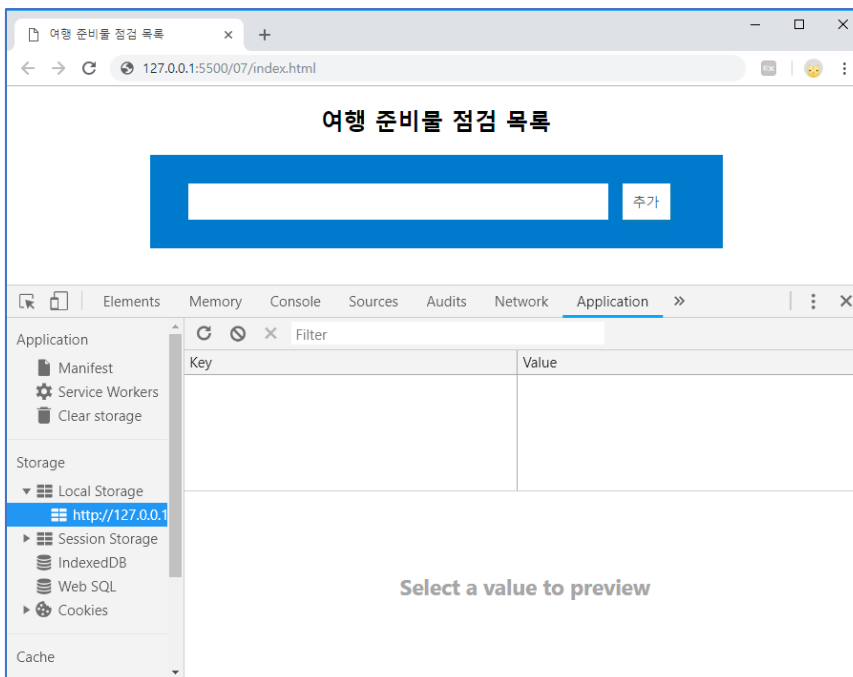 여행 준비물 점검 목록
127.0.0.1:5500/07/index.html
여행 준비물 점검 목록
추가
Elements Memory Console Sources Audits Network Application
Application
Manifest
Service Workers
Clear storage
Storage
Local Storage
http://127.0.0.1
Session Storage
IndexedDB
Web SQL
Cookies
Cache
Filter
Key Value
Select a value to preview